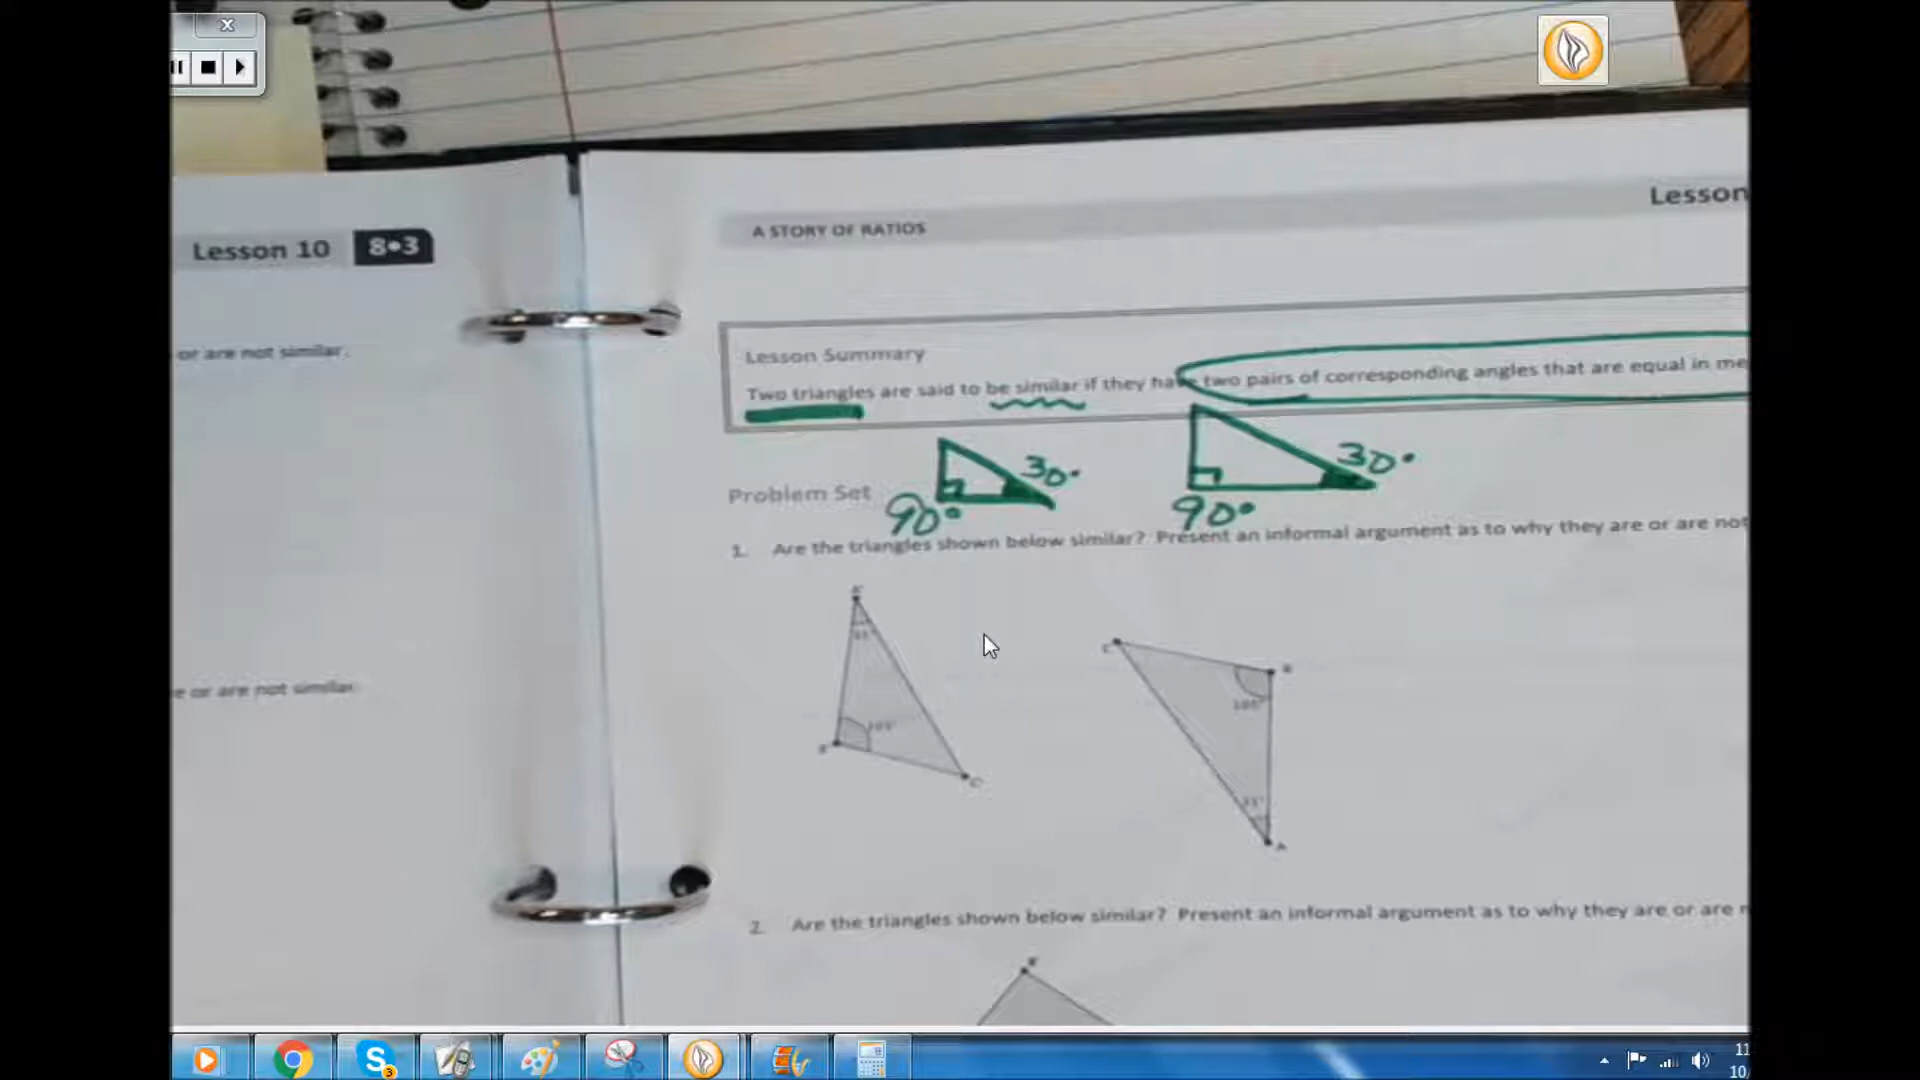 Lesson 10 8•3
or are not similar.
e or are not similar
A STORY OF RATIOS
Lesson
Lesson Summary
Two triangles are said to be similar if they have two pairs of corresponding angles that are equal in me
30°
90°
30°
90°
Problem Set
1. Are the triangles shown below similar? Present an informal argument as to why they are or are not
C
B
A
2. Are the triangles shown below similar? Present an informal argument as to why they are or are n
11
10